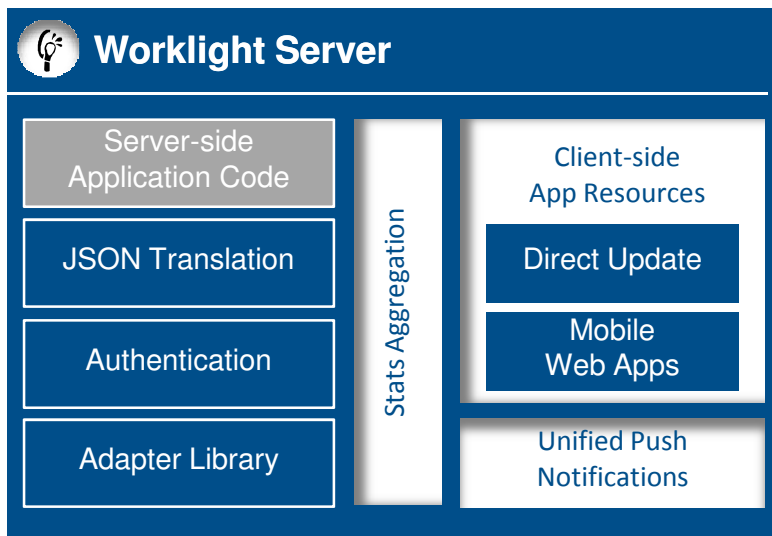 Worklight Server
Server-side
Application Code
JSON Translation
Authentication
Adapter Library
Stats Aggregation
Client-side
App Resources
Direct Update
Mobile
Web Apps
Unified Push
Notifications